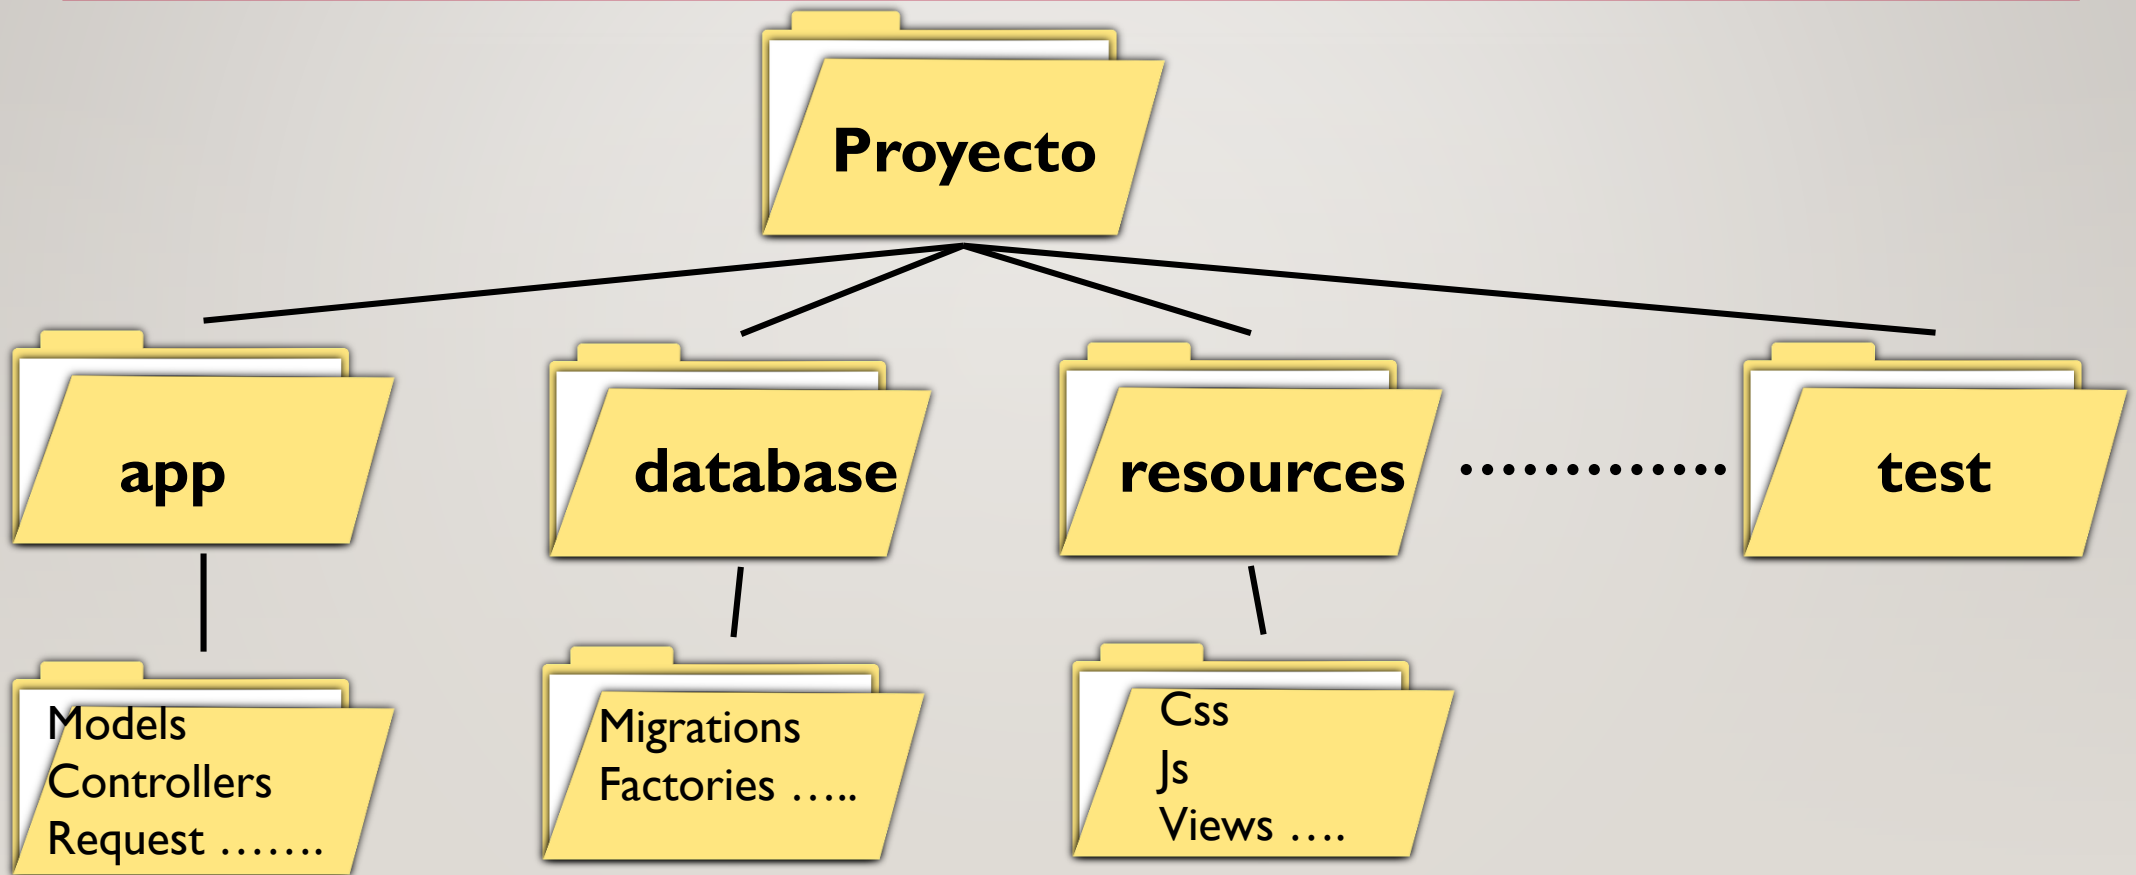 Proyecto
app
database
resources
test
Models
Controllers
Request …….
Migrations
Factories …..
Css
Js
Views ….